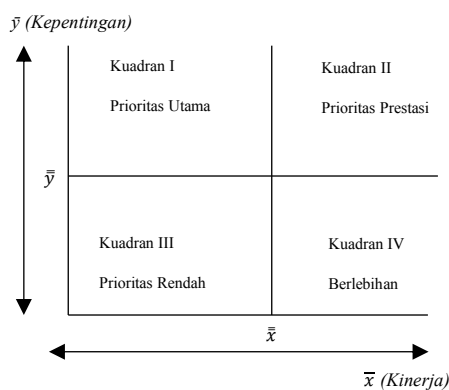 ȳ (Kepentingan)
Kuadran I
Prioritas Utama
Kuadran II
Prioritas Prestasi
y̿
Kuadran III
Prioritas Rendah
Kuadran IV
Berlebihan
x̿
x̄ (Kinerja)